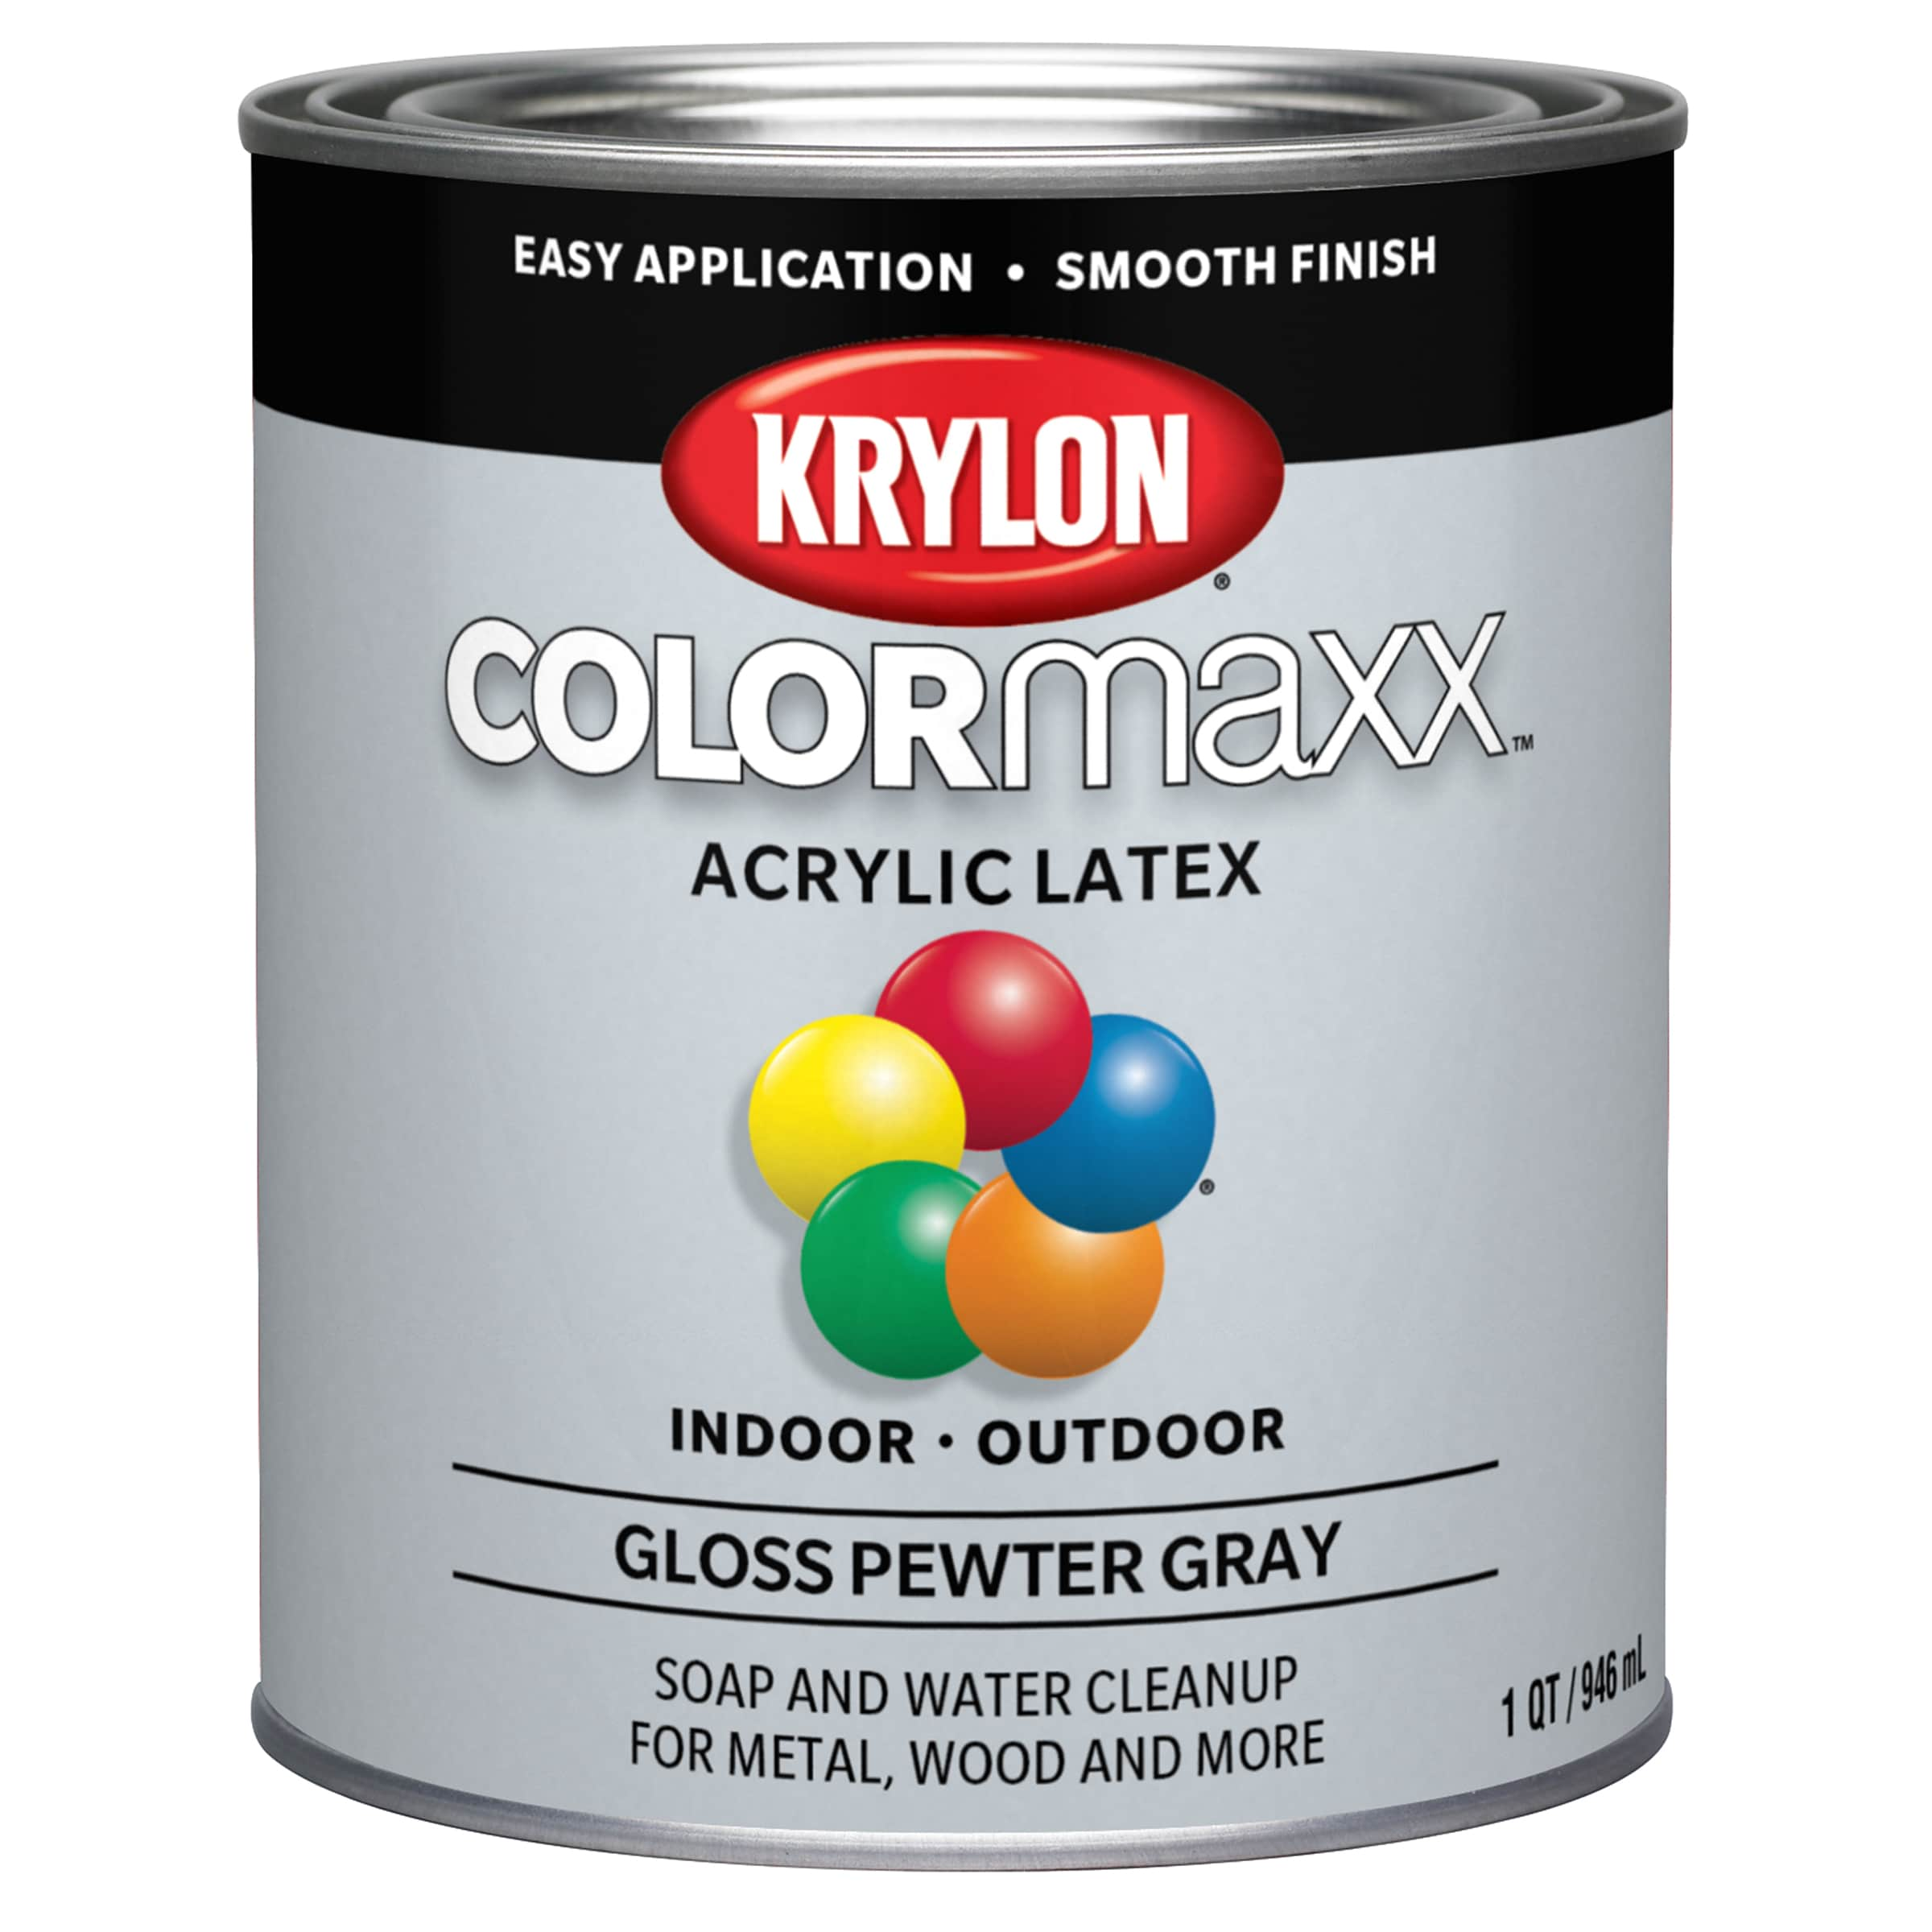 EASY APPLICATION • SMOOTH FINISH
KRYLON®
COLORmaxx™
ACRYLIC LATEX
®
INDOOR • OUTDOOR
GLOSS PEWTER GRAY
SOAP AND WATER CLEANUP
FOR METAL, WOOD AND MORE
1 QT / 946 mL